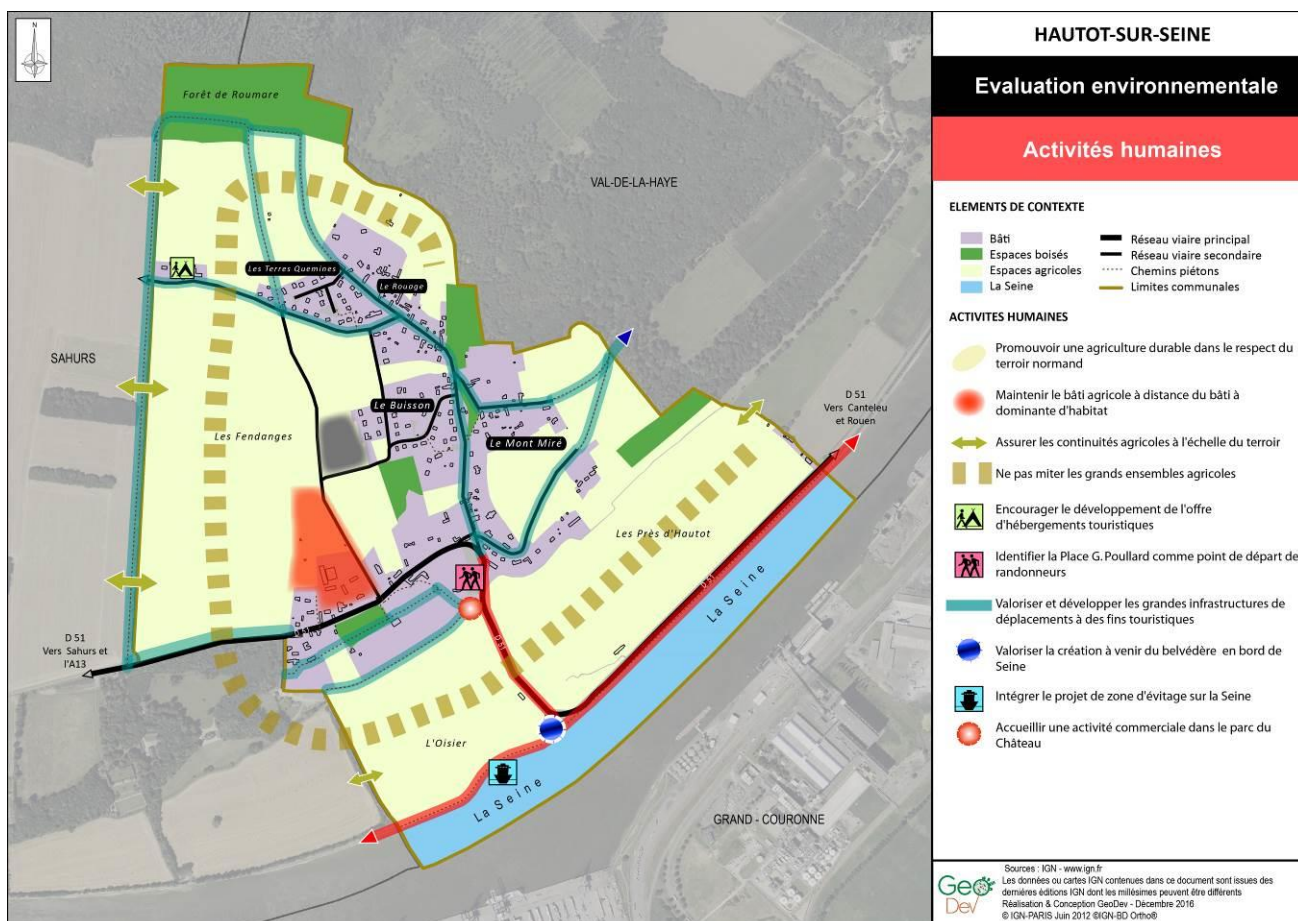 N
Forêt de Roumare
VAL-DE-LA-HAYE
Les Terres Quemines
Le Rouage
SAHURS
Le Buisson
Les Fendanges
Le Mont Miré
D 51
Vers Canteleu
et Rouen
Les Près d'Hautot
D 51
La Seine
D 51
Vers Sahurs et
l'A13
D 51
D 51
L'Oisier
La Seine
GRAND - COURONNE
HAUTOT-SUR-SEINE
Evaluation environnementale
Activités humaines
ELEMENTS DE CONTEXTE
Bâti
Espaces boisés
Espaces agricoles
La Seine
Réseau viaire principal
Réseau viaire secondaire
Chemins piétons
Limites communales
ACTIVITES HUMAINES
Promouvoir une agriculture durable dans le respect du
terroir normand
Maintenir le bâti agricole à distance du bâti à
dominante d'habitat
Assurer les continuités agricoles à l'échelle du terroir
Ne pas miter les grands ensembles agricoles
Encourager le développement de l'offre
d'hébergements touristiques
Identifier la Place G. Poullard comme point de départ de
randonneurs
Valoriser et développer les grandes infrastructures de
déplacements à des fins touristiques
Valoriser la création à venir du belvédère en bord de
Seine
Intégrer le projet de zone d'évitage sur la Seine
Accueillir une activité commerciale dans le parc du
Château
GeoDev
Sources : IGN - www.ign.fr
Les données ou cartes IGN contenues dans ce document sont issues des
dernières éditions IGN dont les millésimes peuvent être différents
Réalisation & Conception GeoDev - Décembre 2016
© IGN-PARIS Juin 2012 ©IGN-BD Ortho®